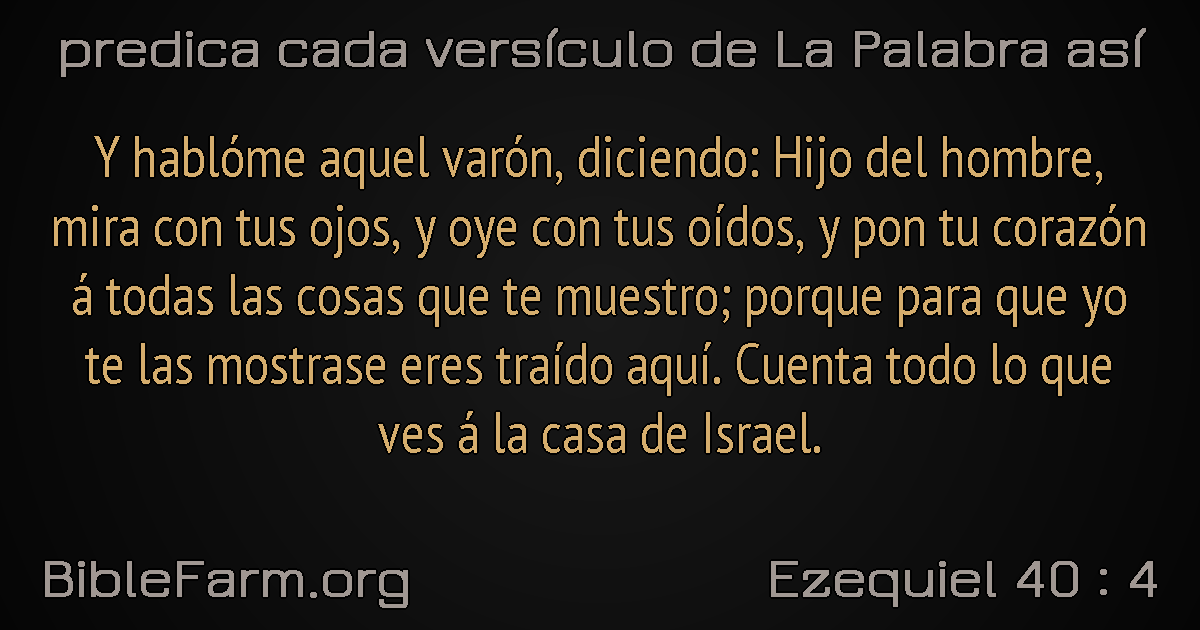 predica cada versículo de La Palabra así
Y hablóme aquel varón, diciendo: Hijo del hombre,
mira con tus ojos, y oye con tus oídos, y pon tu corazón
á todas las cosas que te muestro; porque para que yo
te las mostrase eres traído aquí. Cuenta todo lo que
ves á la casa de Israel.
BibleFarm.org
Ezequiel 40 : 4